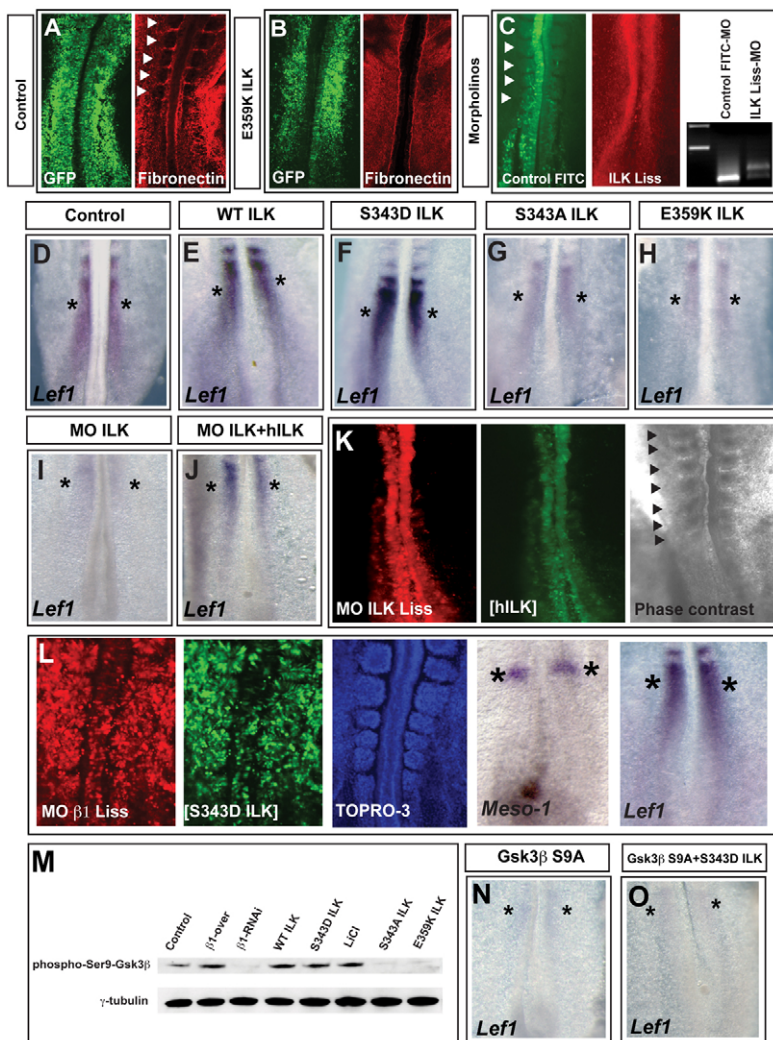 Control
A
GFP
Fibronectin
E359K ILK
B
GFP
Fibronectin
Morpholinos
C
Control FITC
ILK Liss
Control FITC-MO
ILK Liss-MO
Control
WT ILK
S343D ILK
S343A ILK
E359K ILK
D
*
*
Lef1
E
*
*
Lef1
F
*
*
Lef1
G
*
*
Lef1
H
*
*
Lef1
MO ILK
MO ILK+hILK
I
*
*
Lef1
J
*
*
Lef1
K
MO ILK Liss
[hILK]
Phase contrast
L
MO β1 Liss
[S343D ILK]
TOPRO-3
*
*
Meso-1
*
*
Lef1
M
Control
β1-over
β1-RNAi
WT ILK
S343D ILK
LiCl
S343A ILK
E359K ILK
phospho-Ser9-Gsk3β
γ-tubulin
Gsk3β S9A
Gsk3β S9A+S343D ILK
N
*
*
Lef1
O
*
*
Lef1